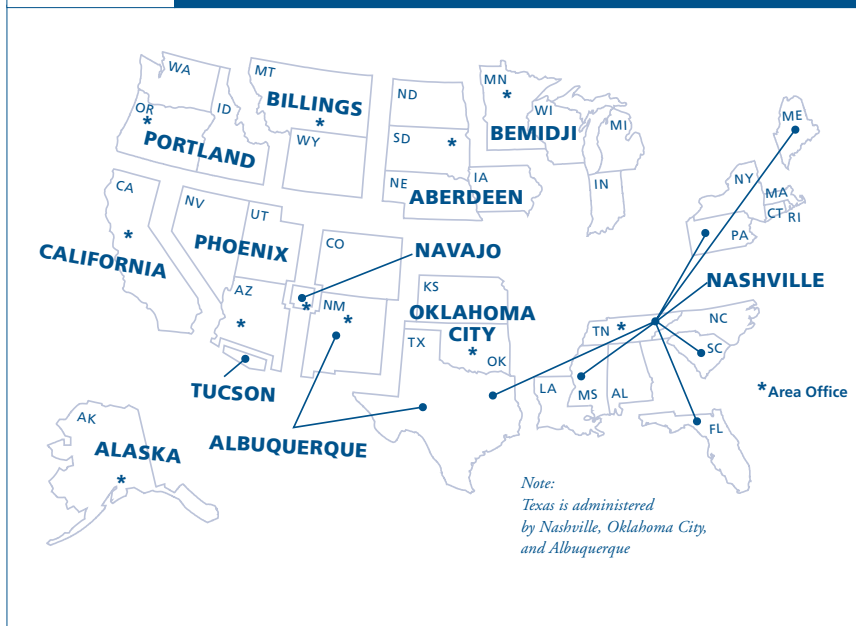 WA
MT
MN
ND
OR
*
ID
BILLINGS
*
*
WI
MI
ME
PORTLAND
WY
SD
*
BEMIDJI
CA
NV
UT
NE
IA
ABERDEEN
IN
NY
MA
CT
RI
*
CALIFORNIA
PHOENIX
CO
NAVAJO
PA
AZ
*
*
NM
*
KS
OKLAHOMA
CITY
*
NASHVILLE
TX
OK
TN
*
NC
SC
TUCSON
LA
MS
AL
*Area Office
AK
ALASKA
*
ALBUQUERQUE
FL
Note:
Texas is administered
by Nashville, Oklahoma City,
and Albuquerque